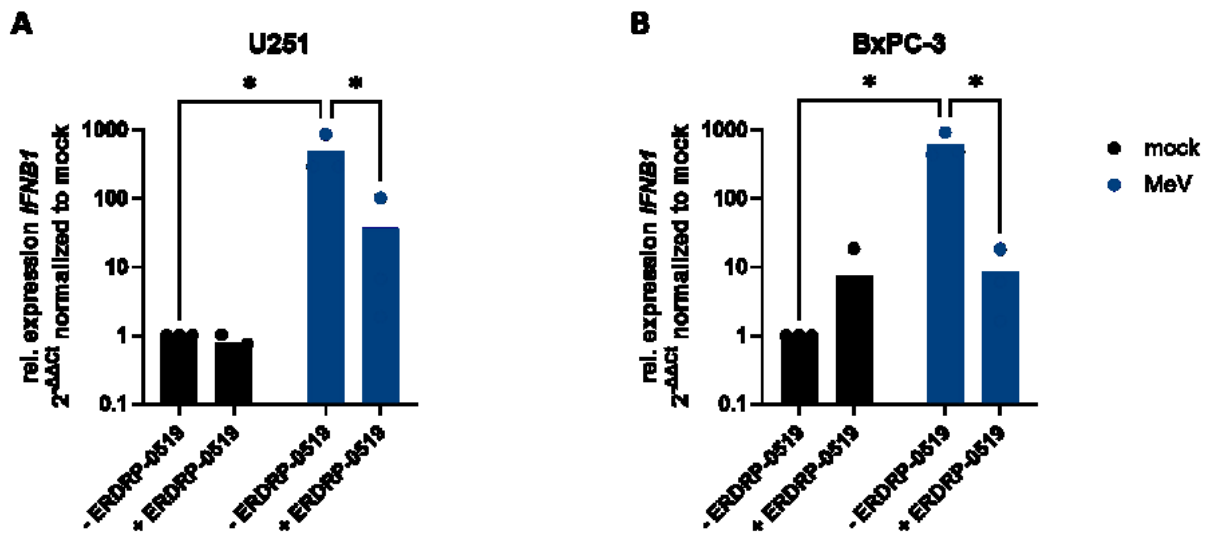 A
U251
*
*
rel. expression IFNB1
2^-ΔΔCt normalized to mock
1000
100
10
1
0.1
- ERDRP-0519
+ ERDRP-0519
- ERDRP-0519
+ ERDRP-0519
B
BxPC-3
*
*
rel. expression IFNB1
2^-ΔΔCt normalized to mock
1000
100
10
1
0.1
- ERDRP-0519
+ ERDRP-0519
- ERDRP-0519
+ ERDRP-0519
mock
MeV